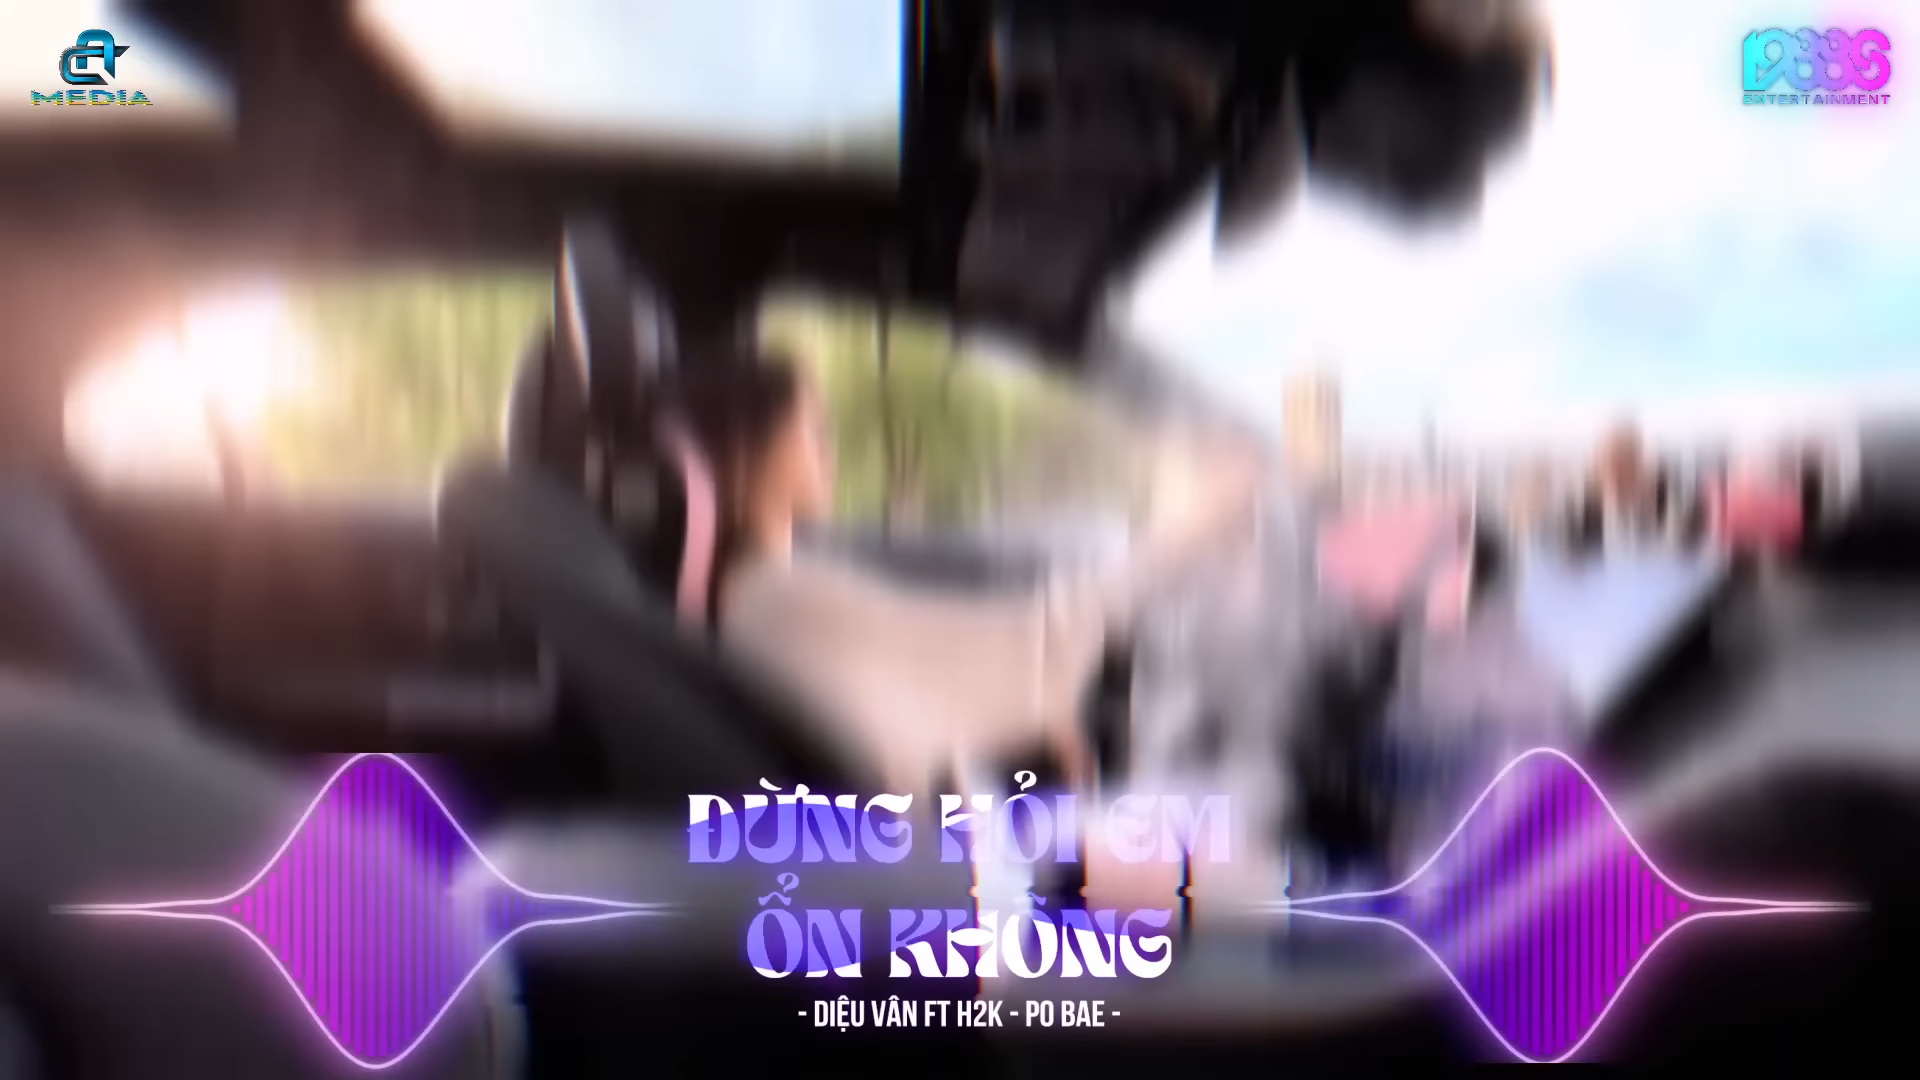 MEDIA
1988S
ENTERTAINMENT
ĐỪNG HỎI EM
ỔN KHÔNG
- DIỆU VÂN FT H2K - PO BAE -